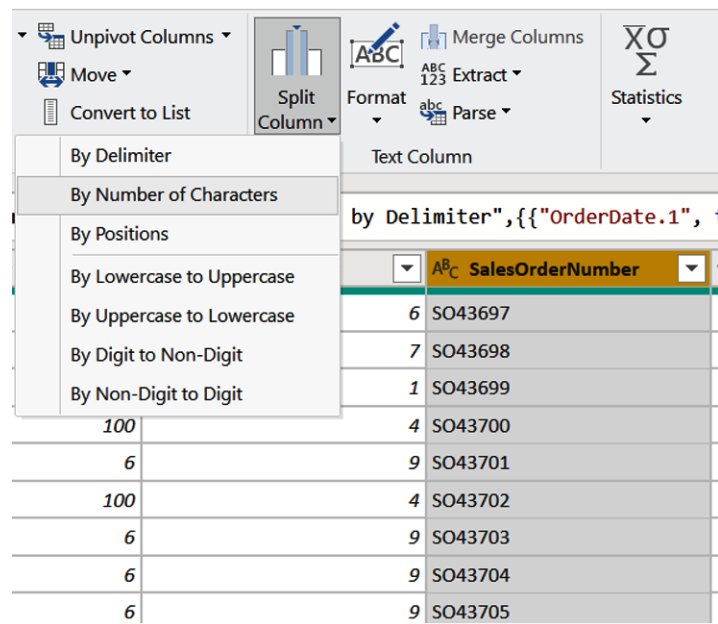 Unpivot Columns
Move
Convert to List
Split
Column
ABC
Format
Merge Columns
ABC
123 Extract
abc Parse
Text Column
XσΣ
Statistics
By Delimiter
By Number of Characters
By Positions
By Lowercase to Uppercase
By Uppercase to Lowercase
By Digit to Non-Digit
By Non-Digit to Digit
by Delimiter",{{"OrderDate.1",
ABC SalesOrderNumber
6 SO43697
7 SO43698
1 SO43699
100 4 SO43700
6 9 SO43701
100 4 SO43702
6 9 SO43703
6 9 SO43704
6 9 SO43705